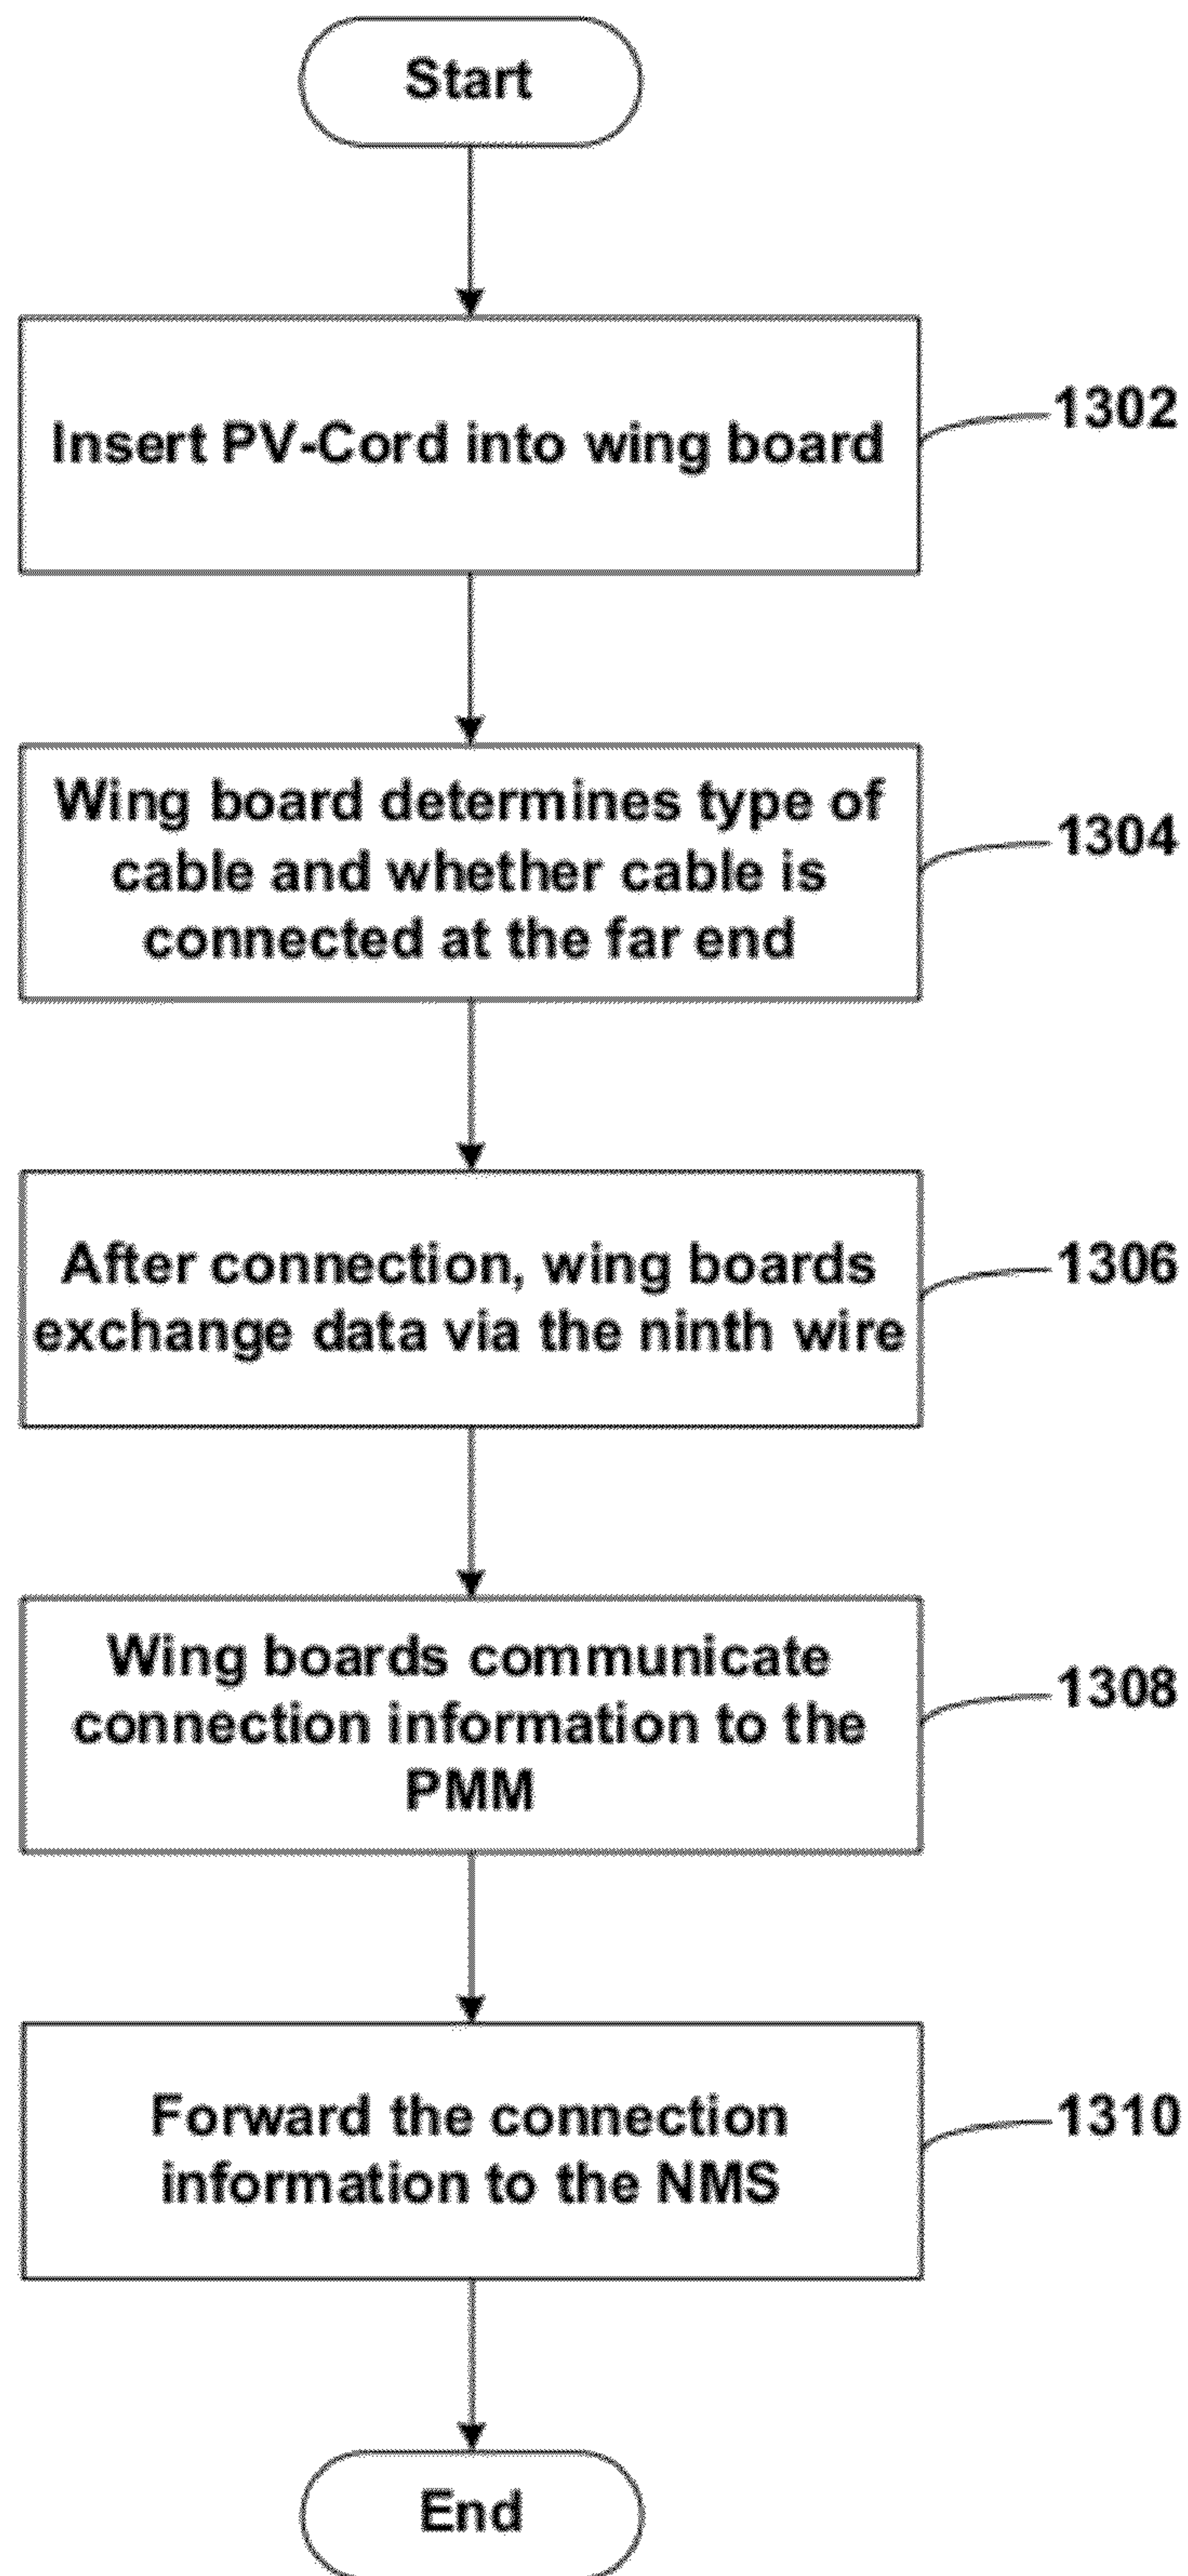 Start
Insert PV-Cord into wing board
1302
Wing board determines type of
cable and whether cable is
connected at the far end
1304
After connection, wing boards
exchange data via the ninth wire
1306
Wing boards communicate
connection information to the
PMM
1308
Forward the connection
information to the NMS
1310
End